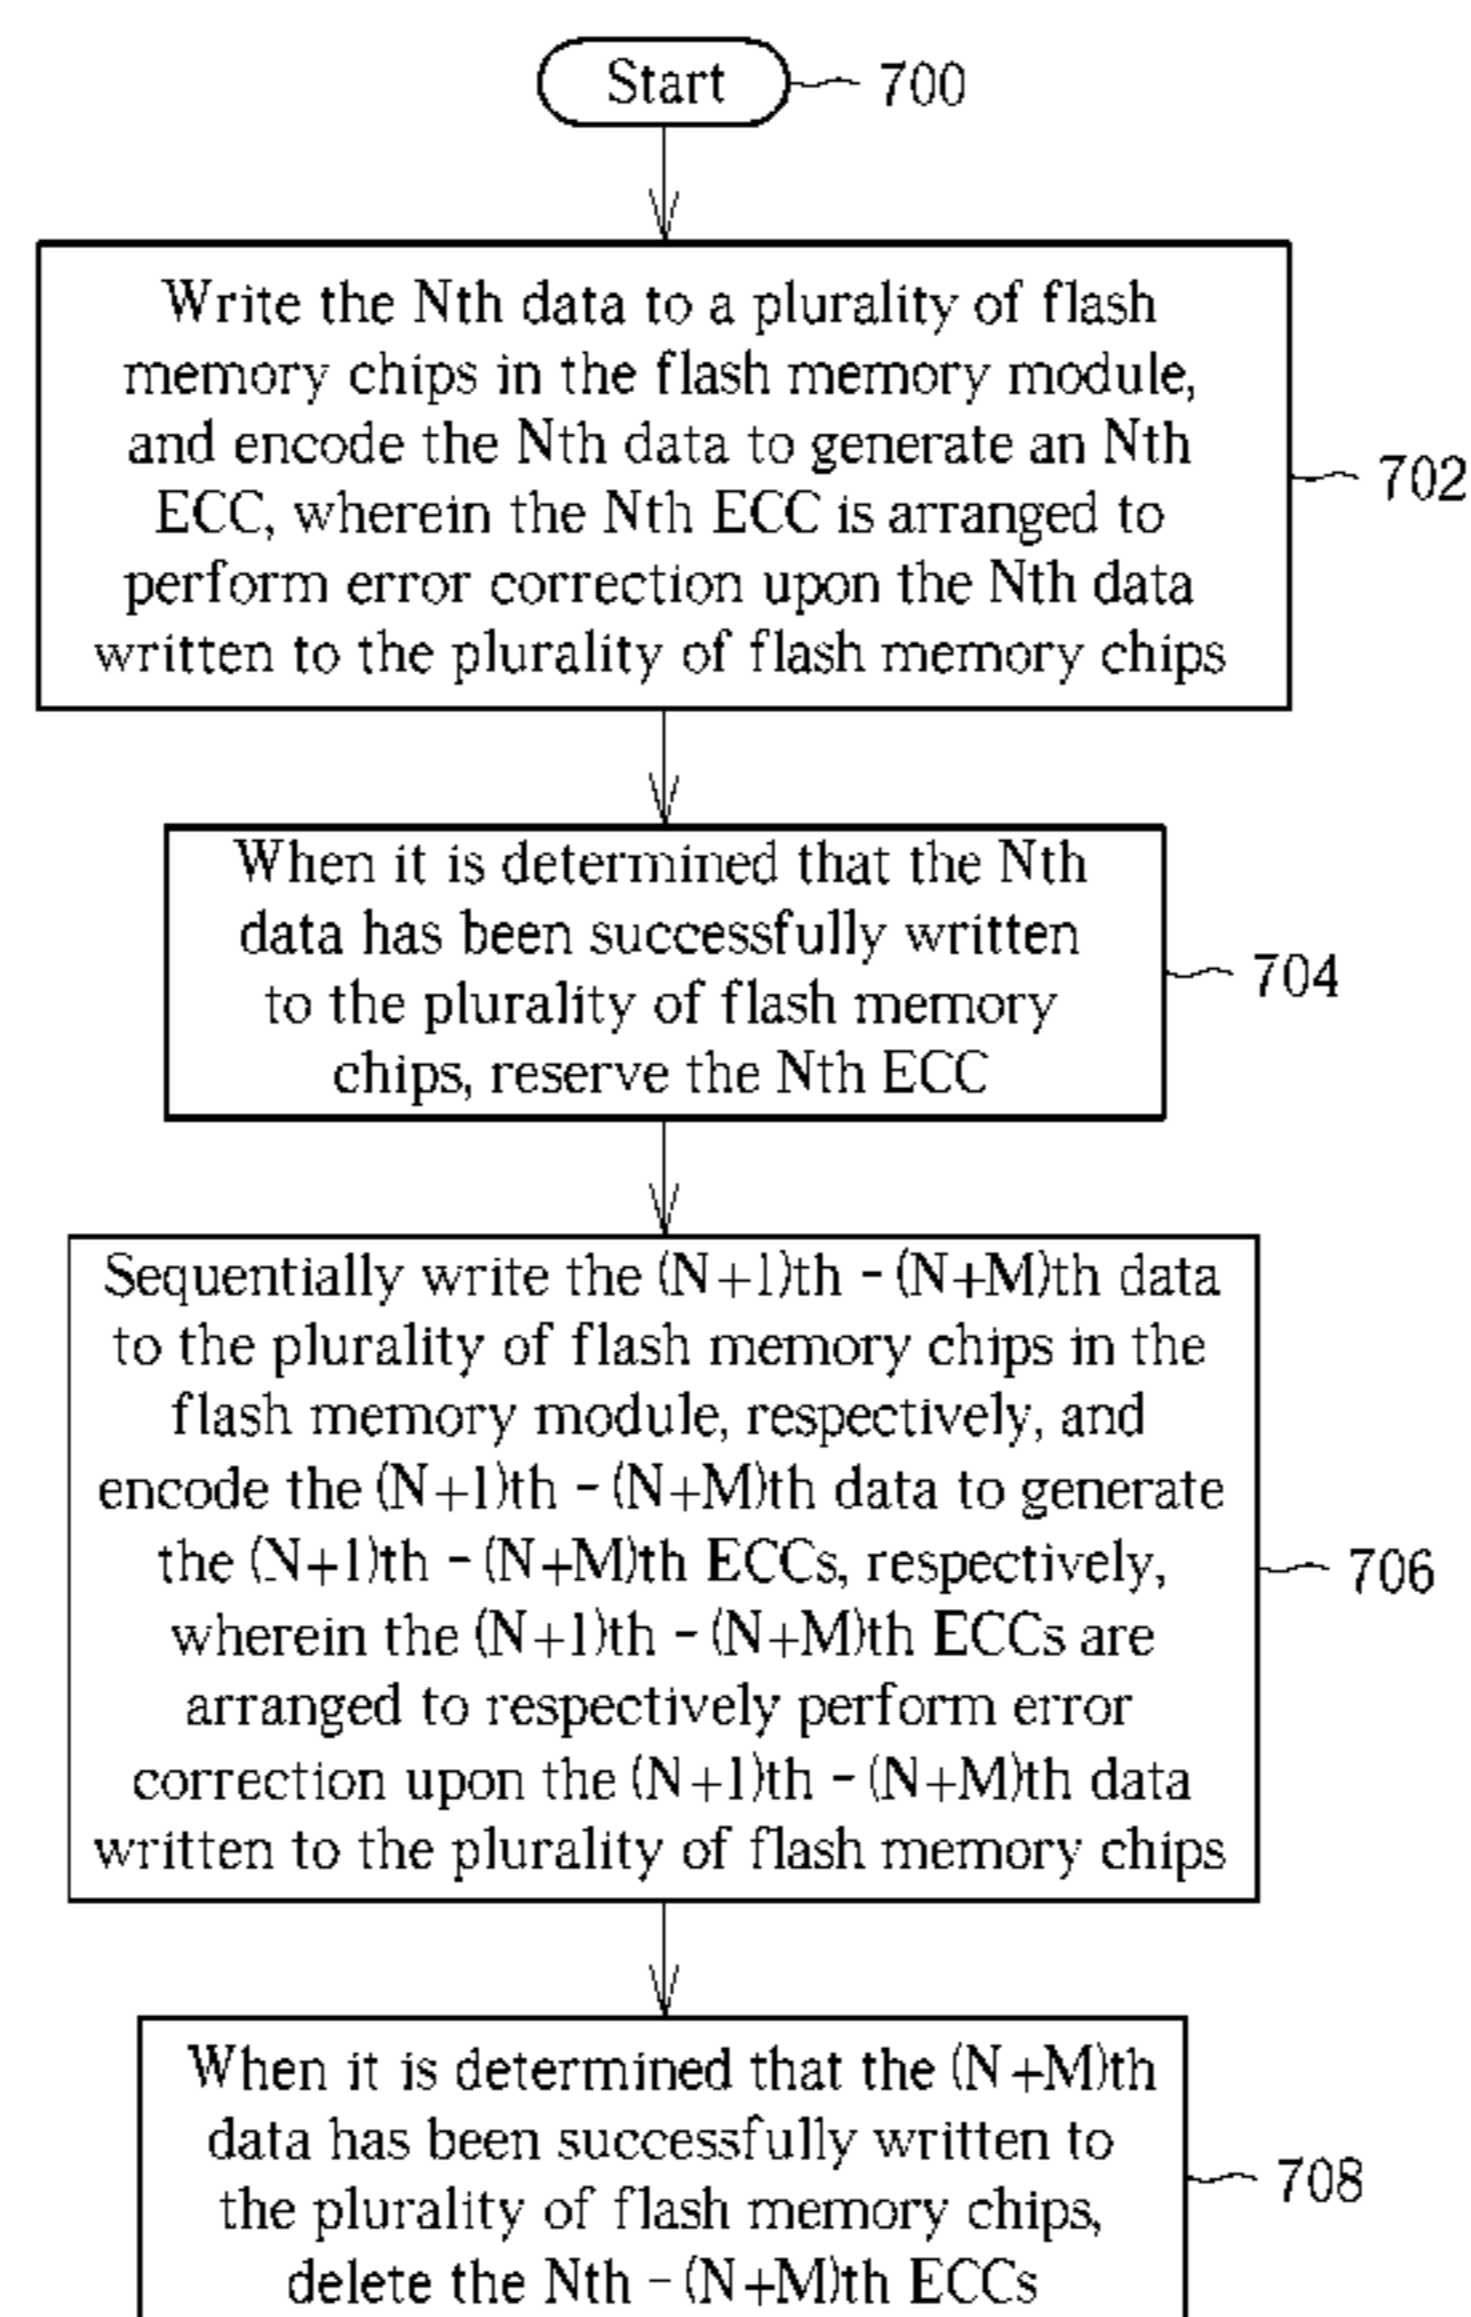 Start
700
Write the Nth data to a plurality of flash
memory chips in the flash memory module,
and encode the Nth data to generate an Nth
ECC, wherein the Nth ECC is arranged to
perform error correction upon the Nth data
written to the plurality of flash memory chips
702
When it is determined that the Nth
data has been successfully written
to the plurality of flash memory
chips, reserve the Nth ECC
704
Sequentially write the (N+1)th - (N+M)th data
to the plurality of flash memory chips in the
flash memory module, respectively, and
encode the (N+1)th - (N+M)th data to generate
the (N+1)th - (N+M)th ECCs, respectively,
wherein the (N+1)th - (N+M)th ECCs are
arranged to respectively perform error
correction upon the (N+1)th - (N+M)th data
written to the plurality of flash memory chips
706
When it is determined that the (N+M)th
data has been successfully written to
the plurality of flash memory chips,
delete the Nth - (N+M)th ECCs
708